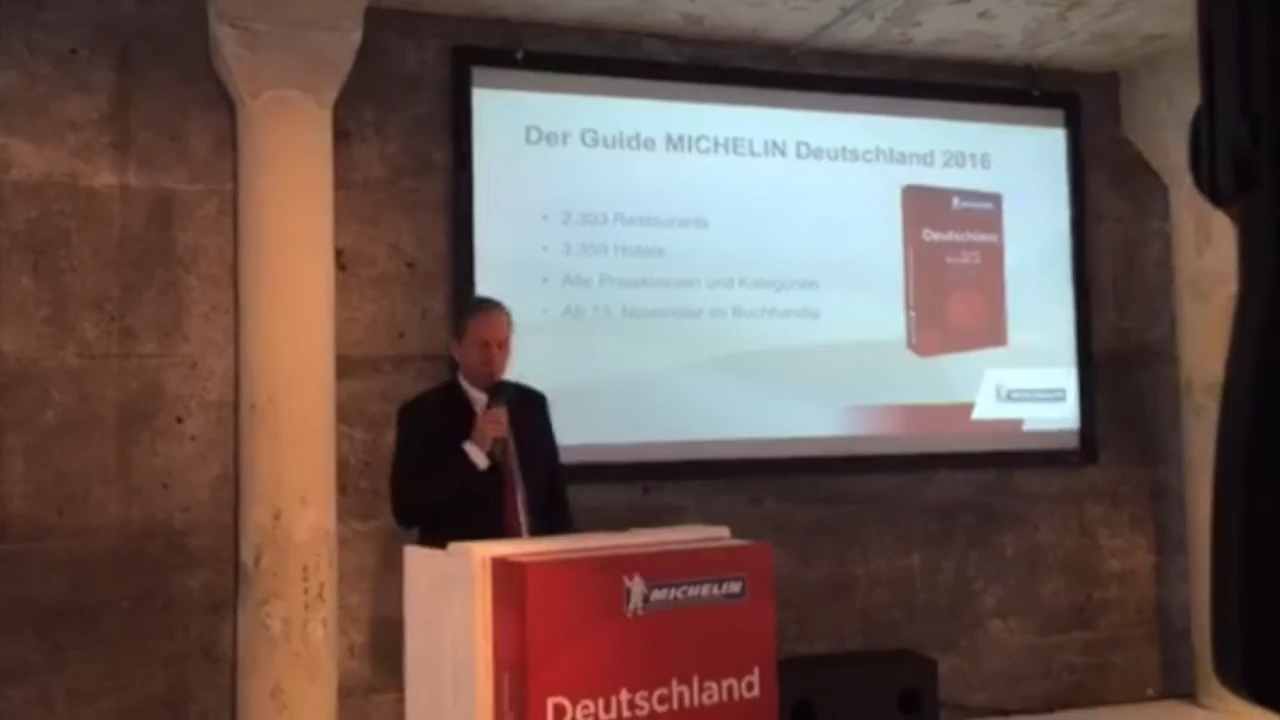 Der Guide MICHELIN Deutschland 2016
• 2.303 Restaurants
• 3.359 Hotels
• Alle Preisklassen und Kategorien
• Ab 13. November im Buchhandel
Deutschland
MICHELIN
MICHELIN
Deutschland